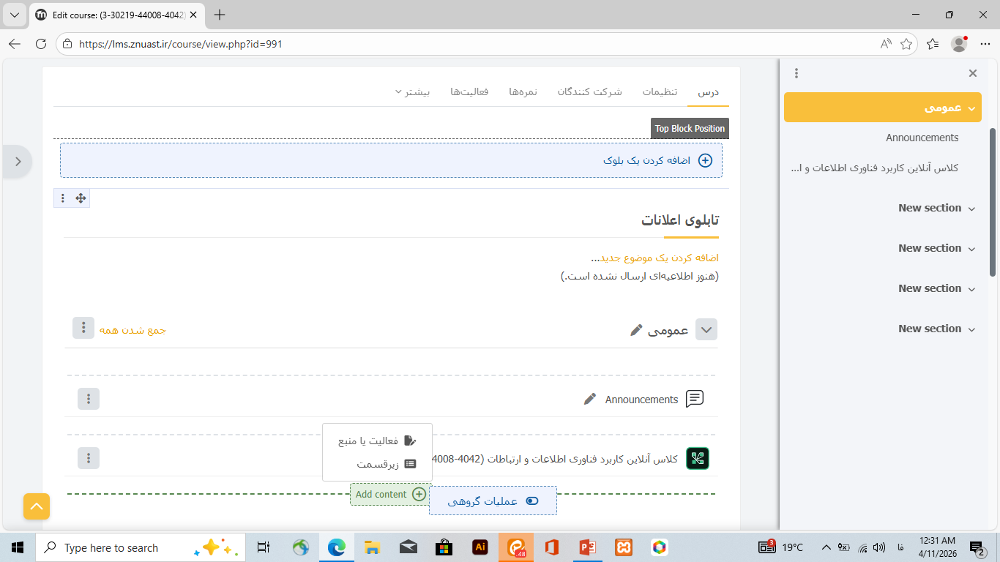 Edit course: (3-30219-44008-4042)
https://lms.znuast.ir/course/view.php?id=991
درس
تنظیمات
شرکت کنندگان
نمره‌ها
فعالیت‌ها
بیشتر
Top Block Position
اضافه کردن یک بلوک
تابلوی اعلانات
اضافه کردن یک موضوع جدید...
(هنوز اطلاعیه‌ای ارسال نشده است.)
عمومی
جمع شدن همه
Announcements
فعالیت یا منبع
زیرقسمت
کلاس آنلاین کاربرد فناوری اطلاعات و ارتباطات (4008-4042
Add content
عملیات گروهی
عمومی
Announcements
کلاس آنلاین کاربرد فناوری اطلاعات و ا...
New section
New section
New section
New section
Type here to search
Ai
.48
3
19°C
فا
12:31 AM
4/11/2026
2